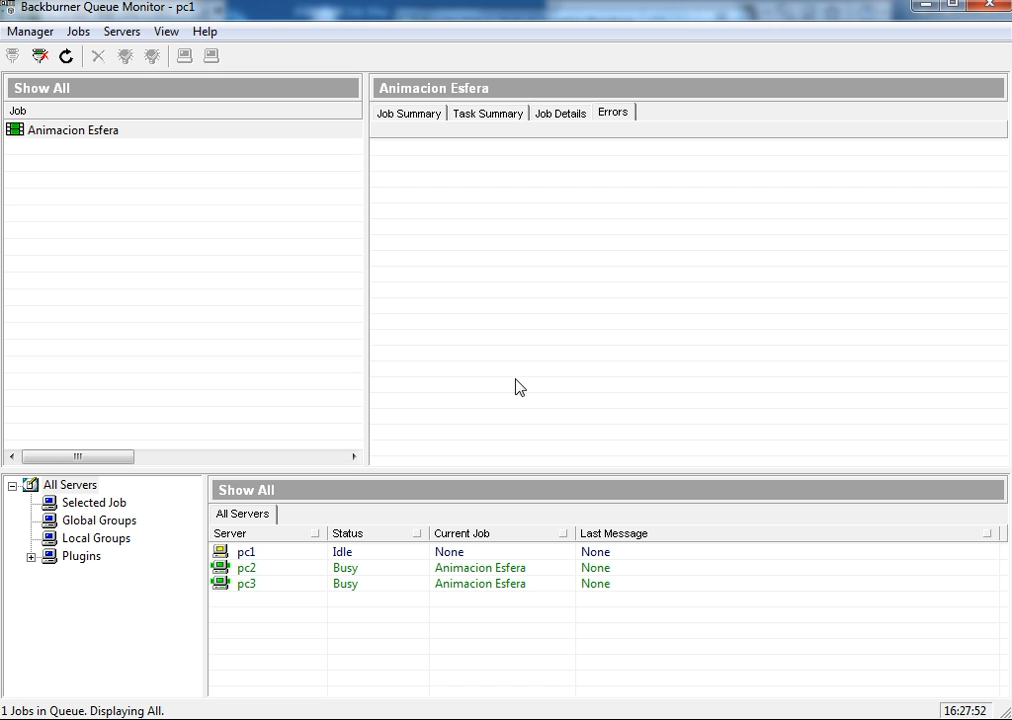 Backburner Queue Monitor - pc1
Manager Jobs Servers View Help
Show All
Job
Animacion Esfera
Animacion Esfera
Job Summary Task Summary Job Details Errors
All Servers
Selected Job
Global Groups
Local Groups
Plugins
Show All
All Servers
Server Status Current Job Last Message
pc1 Idle None None
pc2 Busy Animacion Esfera None
pc3 Busy Animacion Esfera None
1 Jobs in Queue. Displaying All.
16:27:52